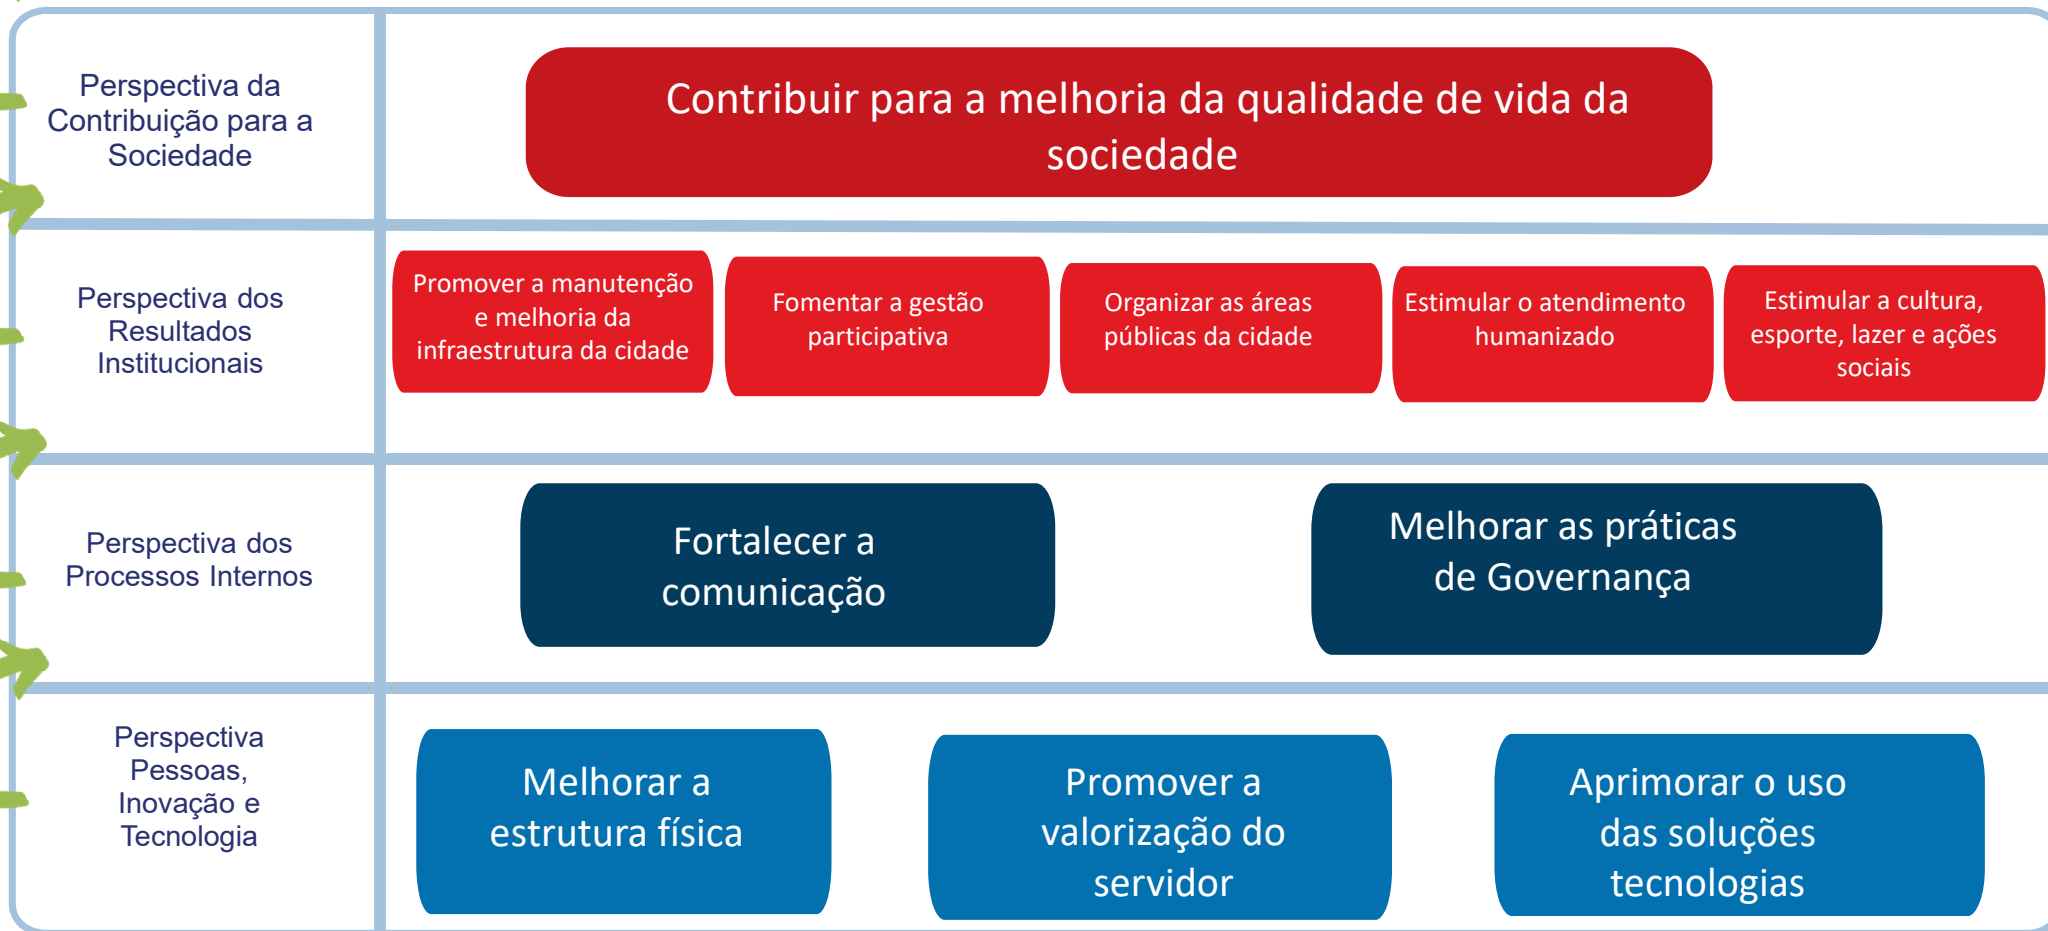 Perspectiva da
Contribuição para a
Sociedade
Contribuir para a melhoria da qualidade de vida da
sociedade
Perspectiva dos
Resultados
Institucionais
Promover a manutenção
e melhoria da
infraestrutura da cidade
Fomentar a gestão
participativa
Organizar as áreas
públicas da cidade
Estimular o atendimento
humanizado
Estimular a cultura,
esporte, lazer e ações
sociais
Perspectiva dos
Processos Internos
Fortalecer a
comunicação
Melhorar as práticas
de Governança
Perspectiva
Pessoas,
Inovação e
Tecnologia
Melhorar a
estrutura física
Promover a
valorização do
servidor
Aprimorar o uso
das soluções
tecnologias